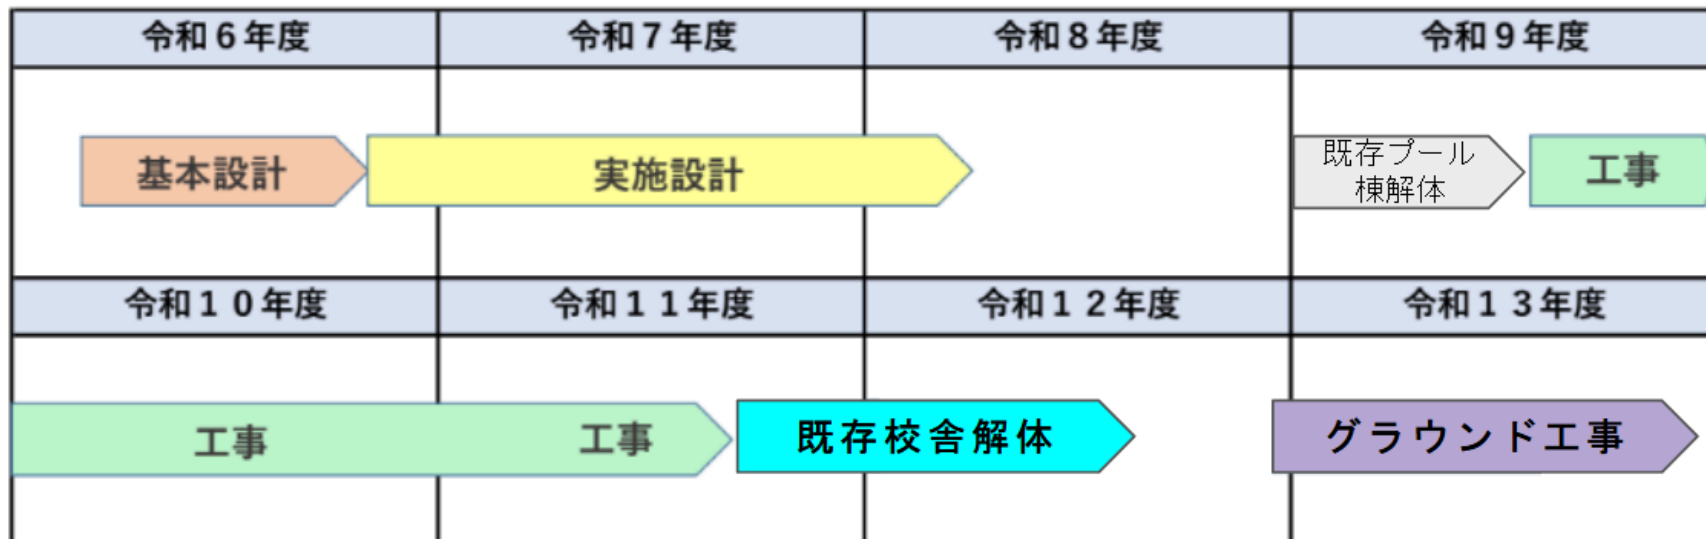 令和６年度
令和７年度
令和８年度
令和９年度
基本設計
実施設計
既存プール
棟解体
工事
令和１０年度
令和１１年度
令和１２年度
令和１３年度
工事
工事
既存校舎解体
グラウンド工事